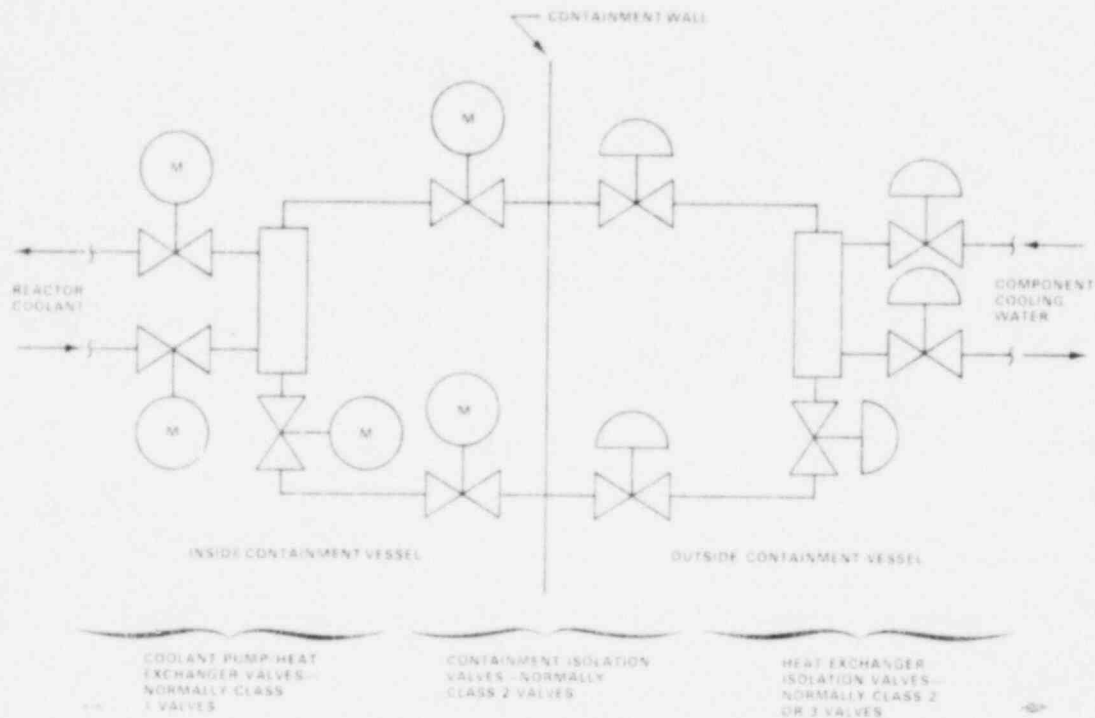 CONTAINMENT WALL
M
M
REACTOR
COOLANT
COMPONENT
COOLING
WATER
M
M
M
INSIDE CONTAINMENT VESSEL
OUTSIDE CONTAINMENT VESSEL
COOLANT PUMP/HEAT
EXCHANGER VALVES—
NORMALLY CLASS
1 VALVES
CONTAINMENT ISOLATION
VALVES—NORMALLY
CLASS 2 VALVES
HEAT EXCHANGER
ISOLATION VALVES—
NORMALLY CLASS 2
OR 3 VALVES